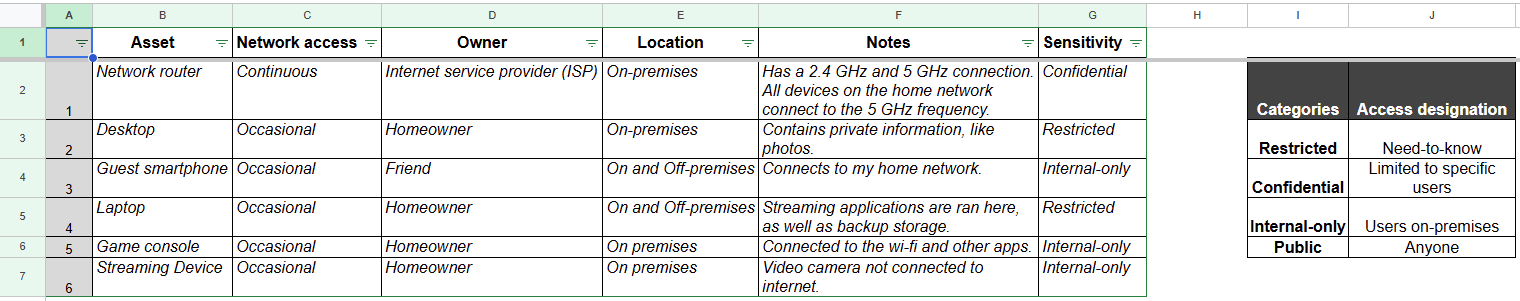 A B C D E F G H I J
1 Asset Network access Owner Location Notes Sensitivity
2 1 Network router Continuous Internet service provider (ISP) On-premises Has a 2.4 GHz and 5 GHz connection. Confidential
All devices on the home network
connect to the 5 GHz frequency.
Categories Access designation
3 2 Desktop Occasional Homeowner On-premises Contains private information, like Restricted
photos.
Restricted Need-to-know
4 3 Guest smartphone Occasional Friend On and Off-premises Connects to my home network. Internal-only
Confidential Limited to specific
users
5 4 Laptop Occasional Homeowner On and Off-premises Streaming applications are ran here, Restricted
as well as backup storage.
Internal-only Users on-premises
6 5 Game console Occasional Homeowner On premises Connected to the wi-fi and other apps. Internal-only
Public Anyone
7 6 Streaming Device Occasional Homeowner On premises Video camera not connected to Internal-only
internet.